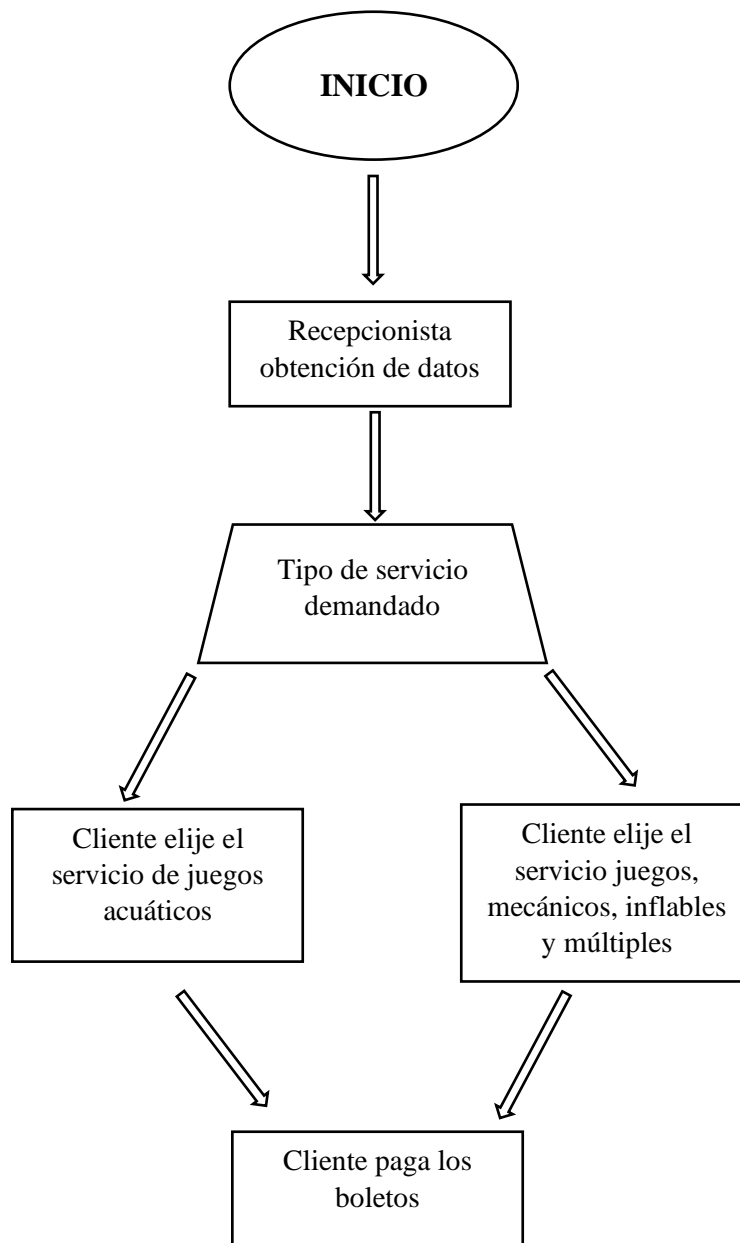 INICIO
Recepcionista
obtención de datos
Tipo de servicio
demandado
Cliente elije el
servicio de juegos
acuáticos
Cliente elije el
servicio juegos,
mecánicos, inflables
y múltiples
Cliente paga los
boletos